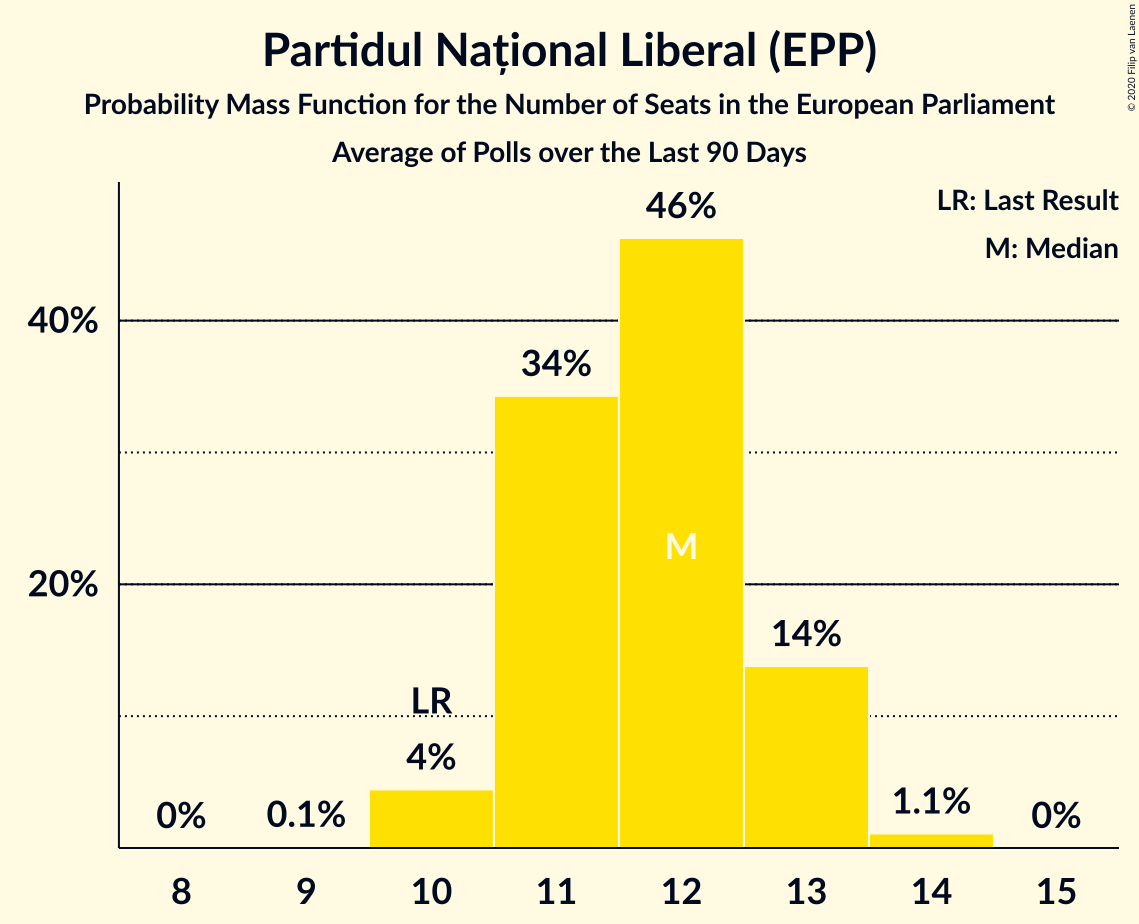 Partidul Național Liberal (EPP)
Probability Mass Function for the Number of Seats in the European Parliament
Average of Polls over the Last 90 Days
© 2020 Filip van Laenen
LR: Last Result
M: Median
46%
40%
34%
M
20%
14%
LR
4%
1.1%
0%
0.1%
0%
8 9 10 11 12 13 14 15